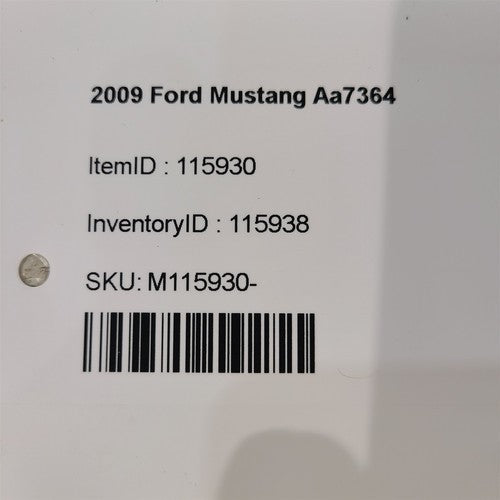 2009 Ford Mustang Aa7364
ItemID : 115930
InventoryID : 115938
SKU: M115930-